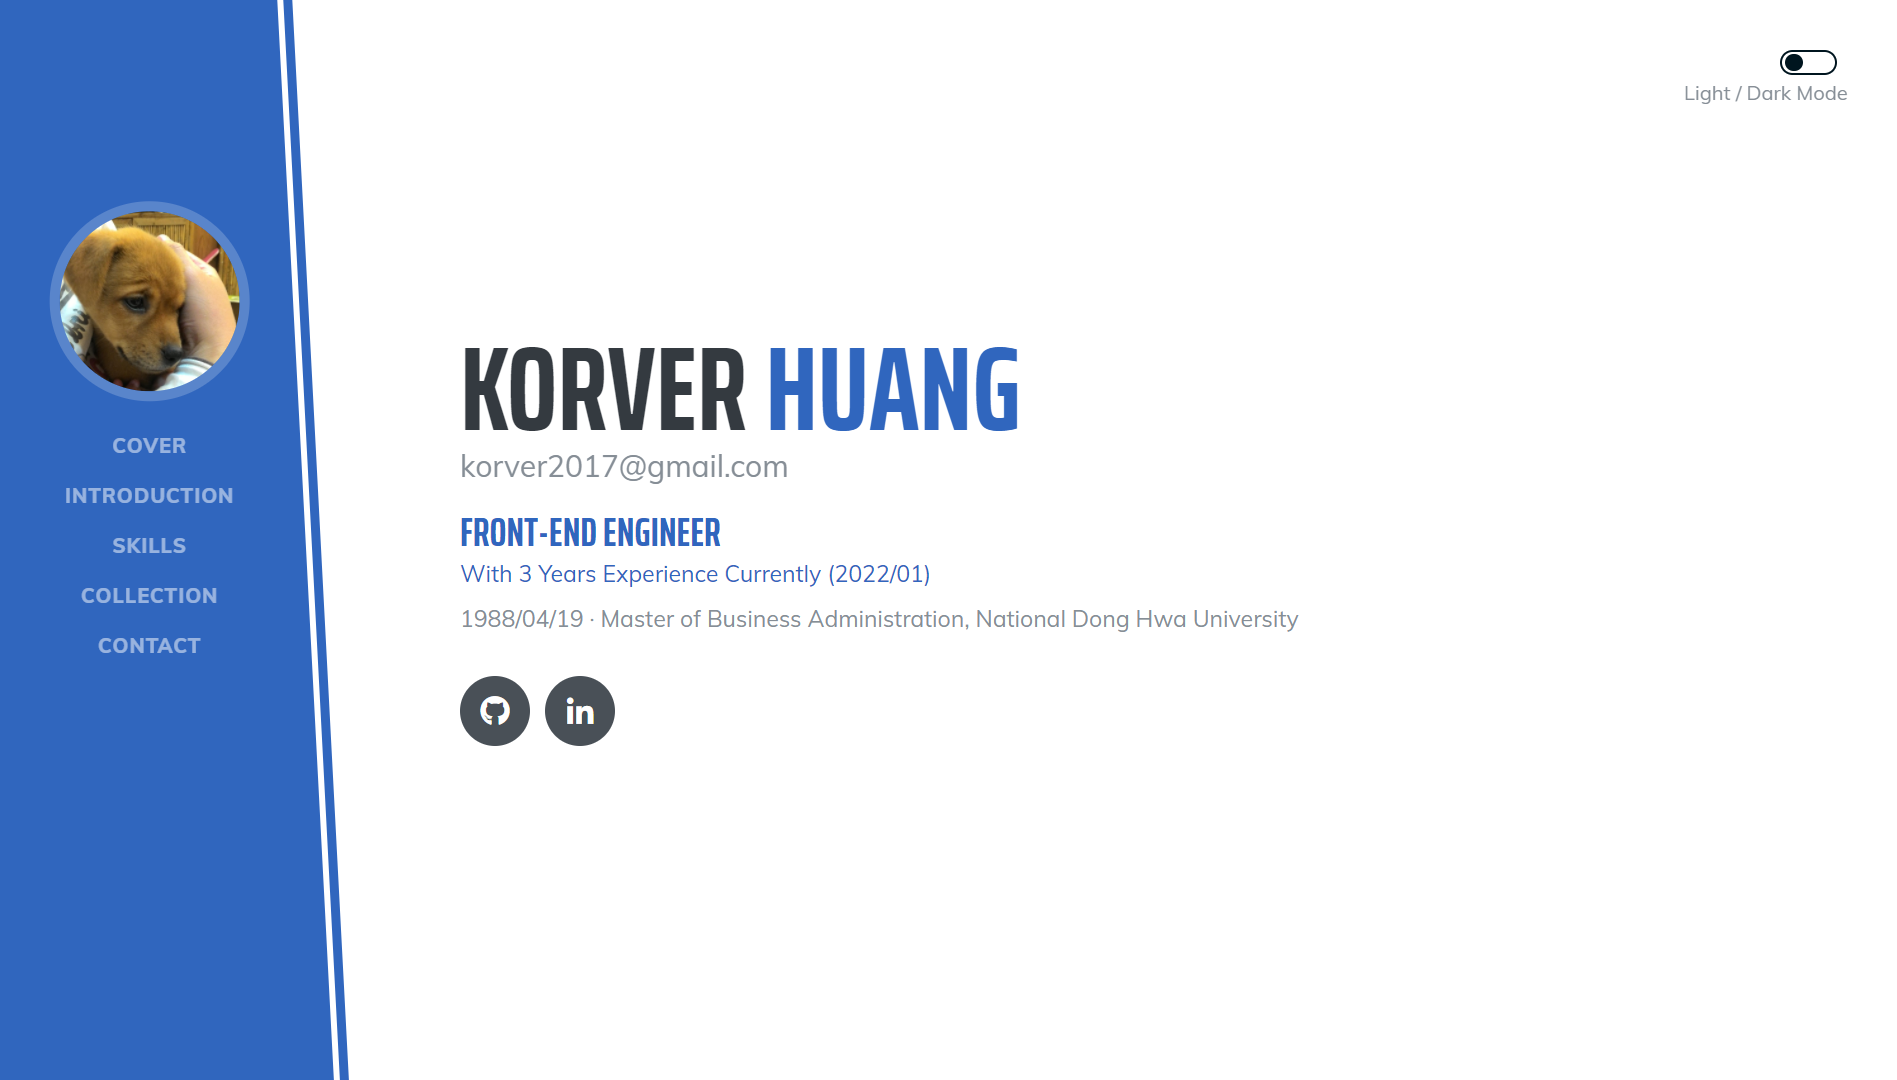 Light / Dark Mode
COVER
INTRODUCTION
SKILLS
COLLECTION
CONTACT
KORVER HUANG
korver2017@gmail.com
FRONT-END ENGINEER
With 3 Years Experience Currently (2022/01)
1988/04/19 · Master of Business Administration, National Dong Hwa University
in